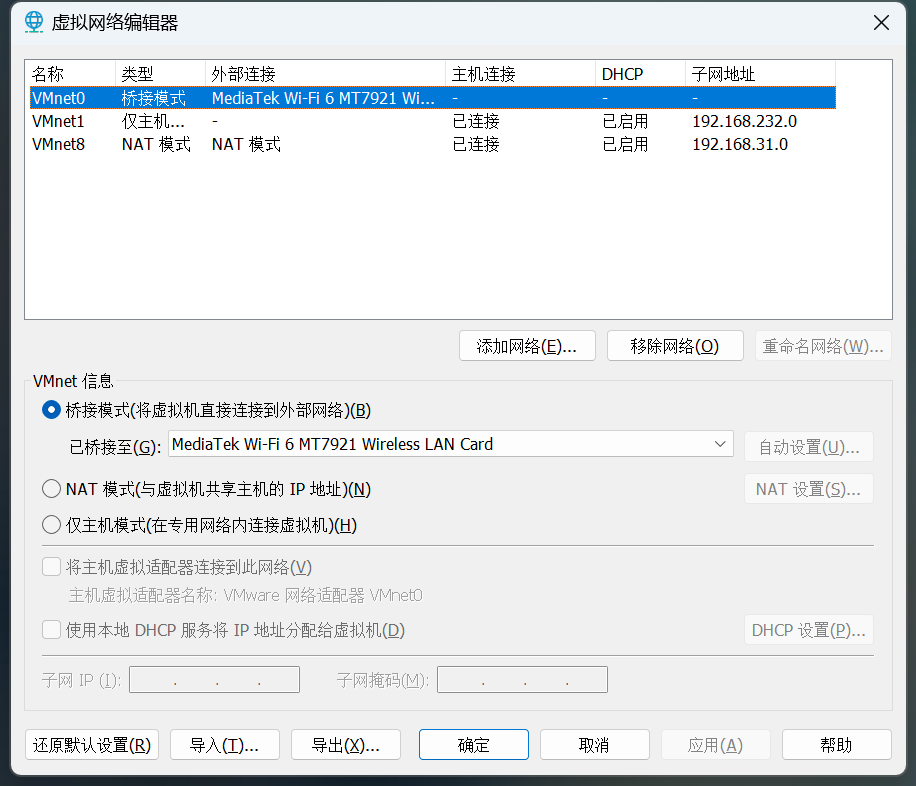 虚拟网络编辑器
名称 类型 外部连接 主机连接 DHCP 子网地址
VMnet0 桥接模式 MediaTek Wi-Fi 6 MT7921 Wi... - - -
VMnet1 仅主机... - 已连接 已启用 192.168.232.0
VMnet8 NAT 模式 NAT 模式 已连接 已启用 192.168.31.0
添加网络(E)... 移除网络(O) 重命名网络(W)...
VMnet 信息
桥接模式(将虚拟机直接连接到外部网络)(B)
已桥接至(G): MediaTek Wi-Fi 6 MT7921 Wireless LAN Card 自动设置(U)...
NAT 模式(与虚拟机共享主机的 IP 地址)(N) NAT 设置(S)...
仅主机模式(在专用网络内连接虚拟机)(H)
将主机虚拟适配器连接到此网络(V)
主机虚拟适配器名称: VMware 网络适配器 VMnet0
使用本地 DHCP 服务将 IP 地址分配给虚拟机(D) DHCP 设置(P)...
子网 IP (I): . . . 子网掩码(M): . . .
还原默认设置(R) 导入(T)... 导出(X)... 确定 取消 应用(A) 帮助